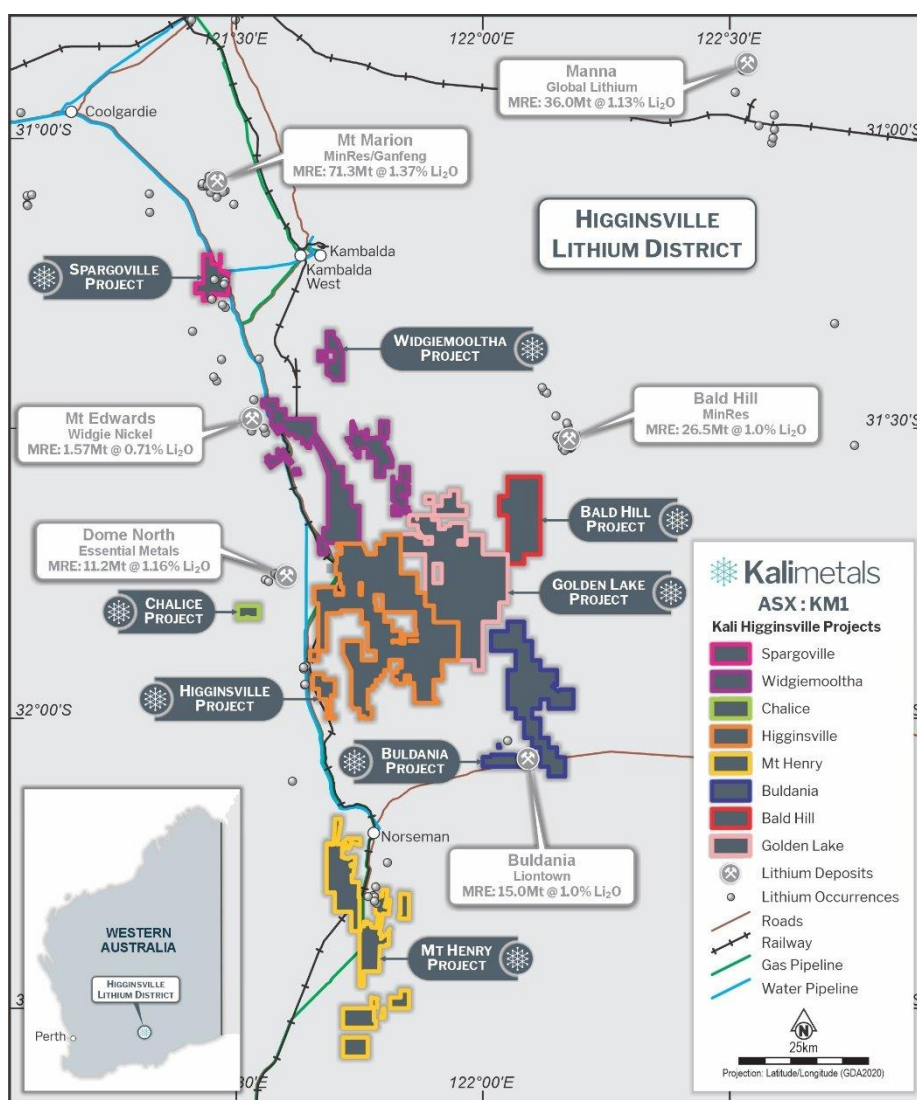 121°30'E
122°00'E
122°30'E
Manna
Global Lithium
MRE: 36.0Mt @ 1.13% Li₂O
Coolgardie
31°00'S
31°00'S
Mt Marion
MinRes/Ganfeng
MRE: 71.3Mt @ 1.37% Li₂O
HIGGINSVILLE
LITHIUM DISTRICT
Kambalda
Kambalda
West
SPARGOVILLE
PROJECT
WIDGIEMOOLTHA
PROJECT
Mt Edwards
Widgie Nickel
MRE: 1.57Mt @ 0.71% Li₂O
Bald Hill
MinRes
MRE: 26.5Mt @ 1.0% Li₂O
31°30'S
BALD HILL
PROJECT
Dome North
Essential Metals
MRE: 11.2Mt @ 1.16% Li₂O
GOLDEN LAKE
PROJECT
CHALICE
PROJECT
HIGGINSVILLE
PROJECT
32°00'S
BULDANIA
PROJECT
Norseman
Buldania
Liontown
MRE: 15.0Mt @ 1.0% Li₂O
MT HENRY
PROJECT
122°00'E
Kalimetals
ASX : KM1
Kali Higginsville Projects
Spargoville
Widgiemooltha
Chalice
Higginsville
Mt Henry
Buldania
Bald Hill
Golden Lake
Lithium Deposits
Lithium Occurrences
Roads
Railway
Gas Pipeline
Water Pipeline
N
25km
Projection: Latitude/Longitude (GDA2020)
WESTERN
AUSTRALIA
HIGGINSVILLE
LITHIUM DISTRICT
Perth